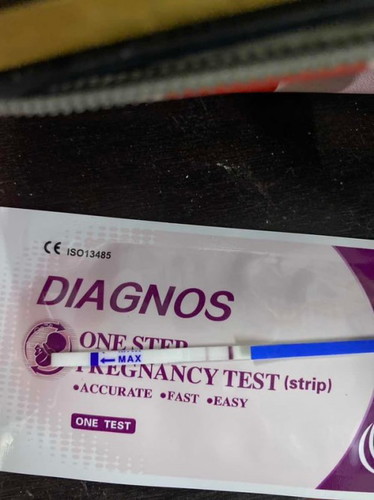 CE ISO13485
DIAGNOS
ONE STEP
MAX
PREGNANCY TEST (strip)
•ACCURATE •FAST •EASY
ONE TEST